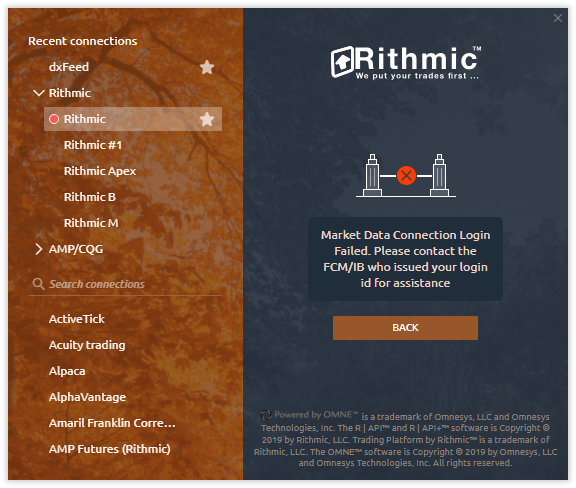 Recent connections
dxFeed
Rithmic
Rithmic
Rithmic #1
Rithmic Apex
Rithmic B
Rithmic M
AMP/CQG
Search connections
ActiveTick
Acuity trading
Alpaca
AlphaVantage
Amaril Franklin Corre...
AMP Futures (Rithmic)
Rithmic™
We put your trades first ...
Market Data Connection Login
Failed. Please contact the
FCM/IB who issued your login
id for assistance
BACK
Powered by OMNE™ is a trademark of Omnesys, LLC and Omnesys
Technologies, Inc. The R | API™ and R | API+™ software is Copyright ©
2019 by Rithmic, LLC. Trading Platform by Rithmic™ is a trademark of
Rithmic, LLC. The OMNE™ software is Copyright © 2019 by Omnesys, LLC
and Omnesys Technologies, Inc. All rights reserved.